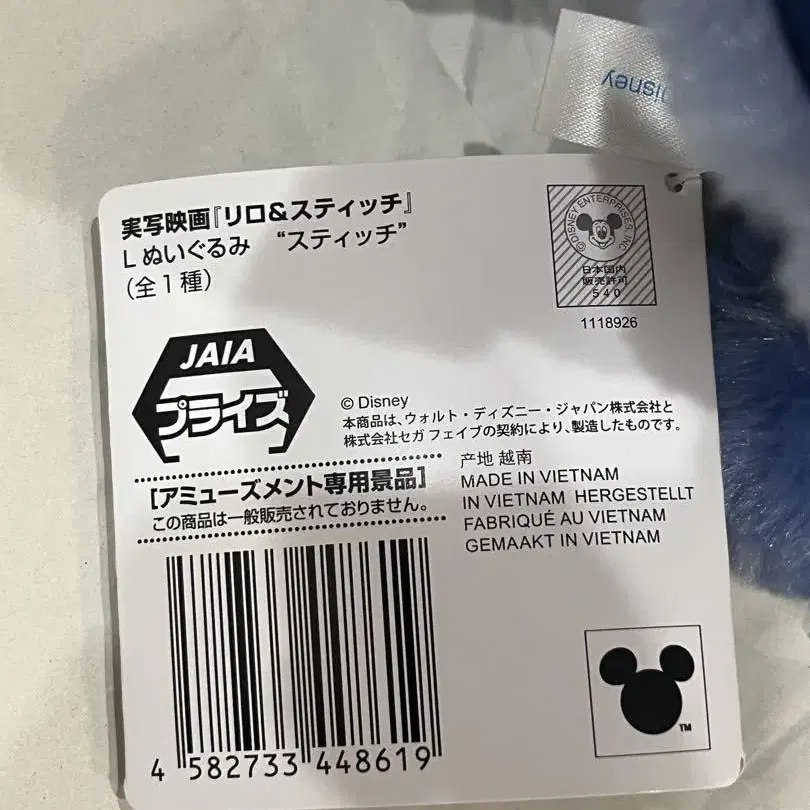 Disney
実写映画『リロ&スティッチ』
L ぬいぐるみ “スティッチ”
（全1種）
©DISNEY ENTERPRISES, INC.
日本国内
販売許可
540
1118926
JAIA
プライズ
© Disney
本商品は、ウォルト・ディズニー・ジャパン株式会社と
株式会社セガ フェイブの契約により、製造したものです。
[アミューズメント専用景品]
この商品は一般販売されておりません。
产地 越南
MADE IN VIETNAM
IN VIETNAM HERGESTELLT
FABRIQUÉ AU VIETNAM
GEMAAKT IN VIETNAM
4 582733 448619
TM